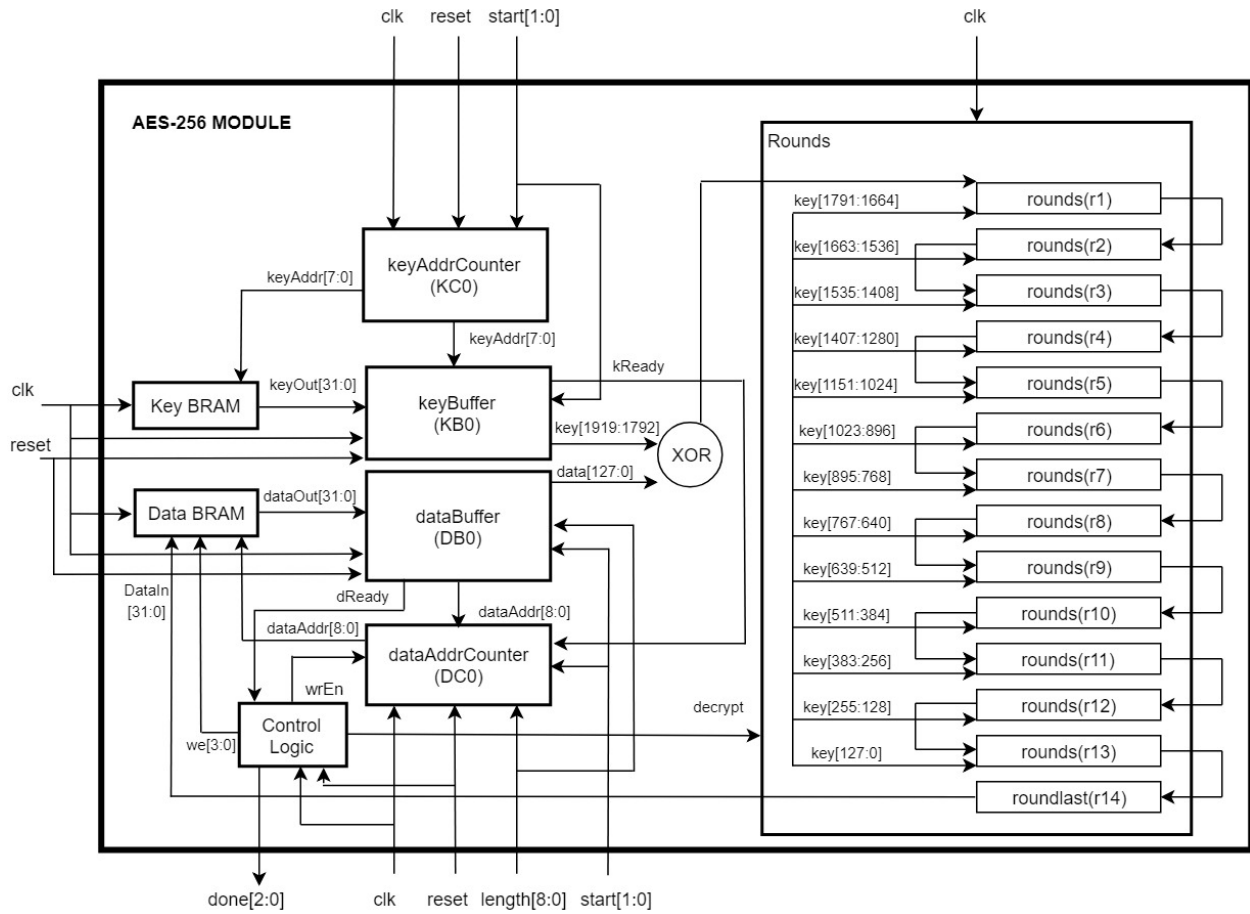 clk
reset
start[1:0]
clk
AES-256 MODULE
Rounds
key[1791:1664]
rounds(r1)
key[1663:1536]
rounds(r2)
key[1535:1408]
rounds(r3)
key[1407:1280]
rounds(r4)
key[1151:1024]
rounds(r5)
key[1023:896]
rounds(r6)
key[895:768]
rounds(r7)
key[767:640]
rounds(r8)
key[639:512]
rounds(r9)
key[511:384]
rounds(r10)
key[383:256]
rounds(r11)
key[255:128]
rounds(r12)
key[127:0]
rounds(r13)
roundlast(r14)
keyAddrCounter
(KC0)
keyAddr[7:0]
keyAddr[7:0]
kReady
clk
Key BRAM
keyOut[31:0]
keyBuffer
(KB0)
key[1919:1792]
reset
XOR
data[127:0]
Data BRAM
dataOut[31:0]
dataBuffer
(DB0)
DataIn
[31:0]
dReady
dataAddr[8:0]
dataAddr[8:0]
dataAddrCounter
(DC0)
wrEn
decrypt
we[3:0]
Control
Logic
done[2:0]
clk
reset
length[8:0]
start[1:0]